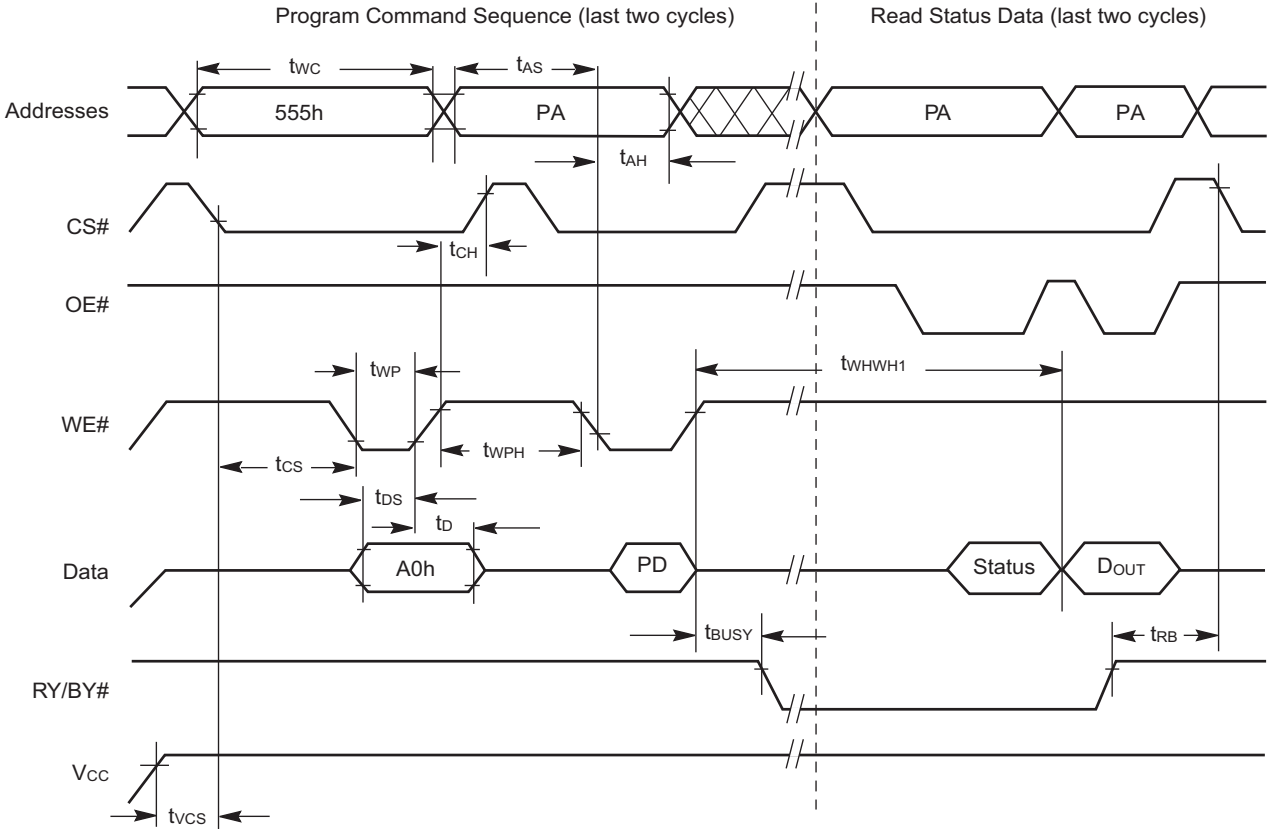 Program Command Sequence (last two cycles) Read Status Data (last two cycles)
tWC tAS
Addresses 555h PA PA PA
tAH
CS#
tCH
OE#
tWP tWHWH1
WE#
tWPH
tCS
tDS
tD
Data A0h PD Status DOUT
tBUSY tRB
RY/BY#
VCC
tVCS